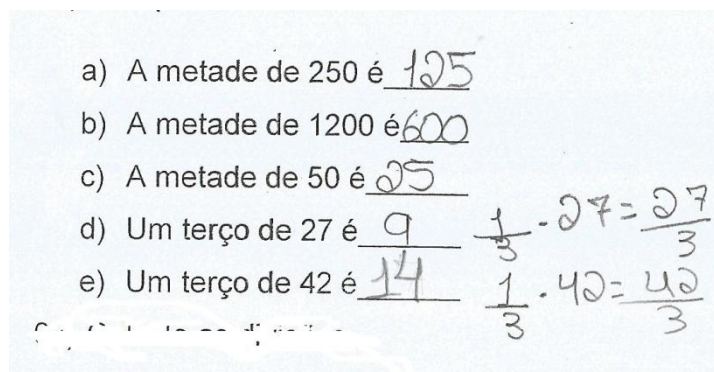 a) A metade de 250 é 125
b) A metade de 1200 é 600
c) A metade de 50 é 25
d) Um terço de 27 é 9 1/3 · 27 = 27/3
e) Um terço de 42 é 14 1/3 · 42 = 42/3